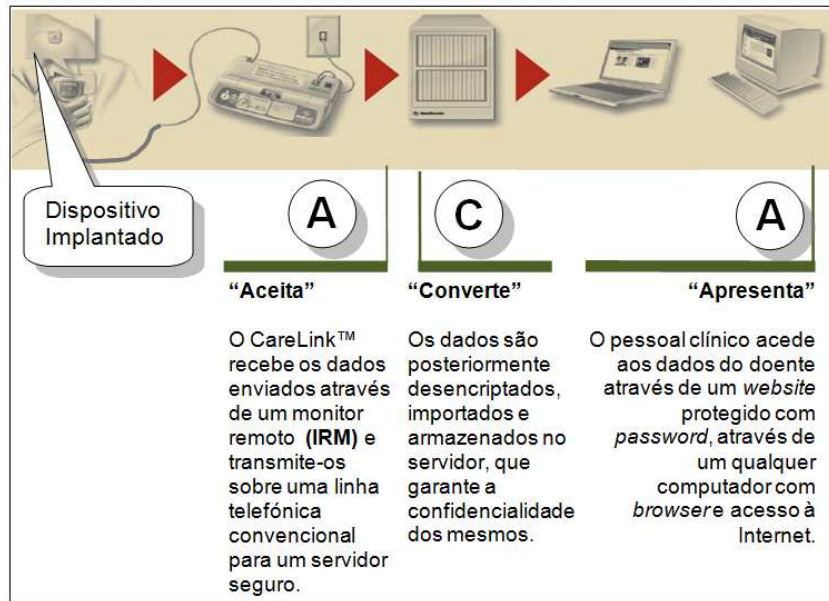 Dispositivo
Implantado
A
C
A
“Aceita”
O CareLink™
recebe os dados
enviados através
de um monitor
remoto (IRM) e
transmite-os
sobre uma linha
telefónica
convencional
para um servidor
seguro.
“Converte”
Os dados são
posteriormente
desencriptados,
importados e
armazenados no
servidor, que
garante a
confidencialidade
dos mesmos.
“Apresenta”
O pessoal clínico acede
aos dados do doente
através de um website
protegido com
password, através de
um qualquer
computador com
browser e acesso à
Internet.